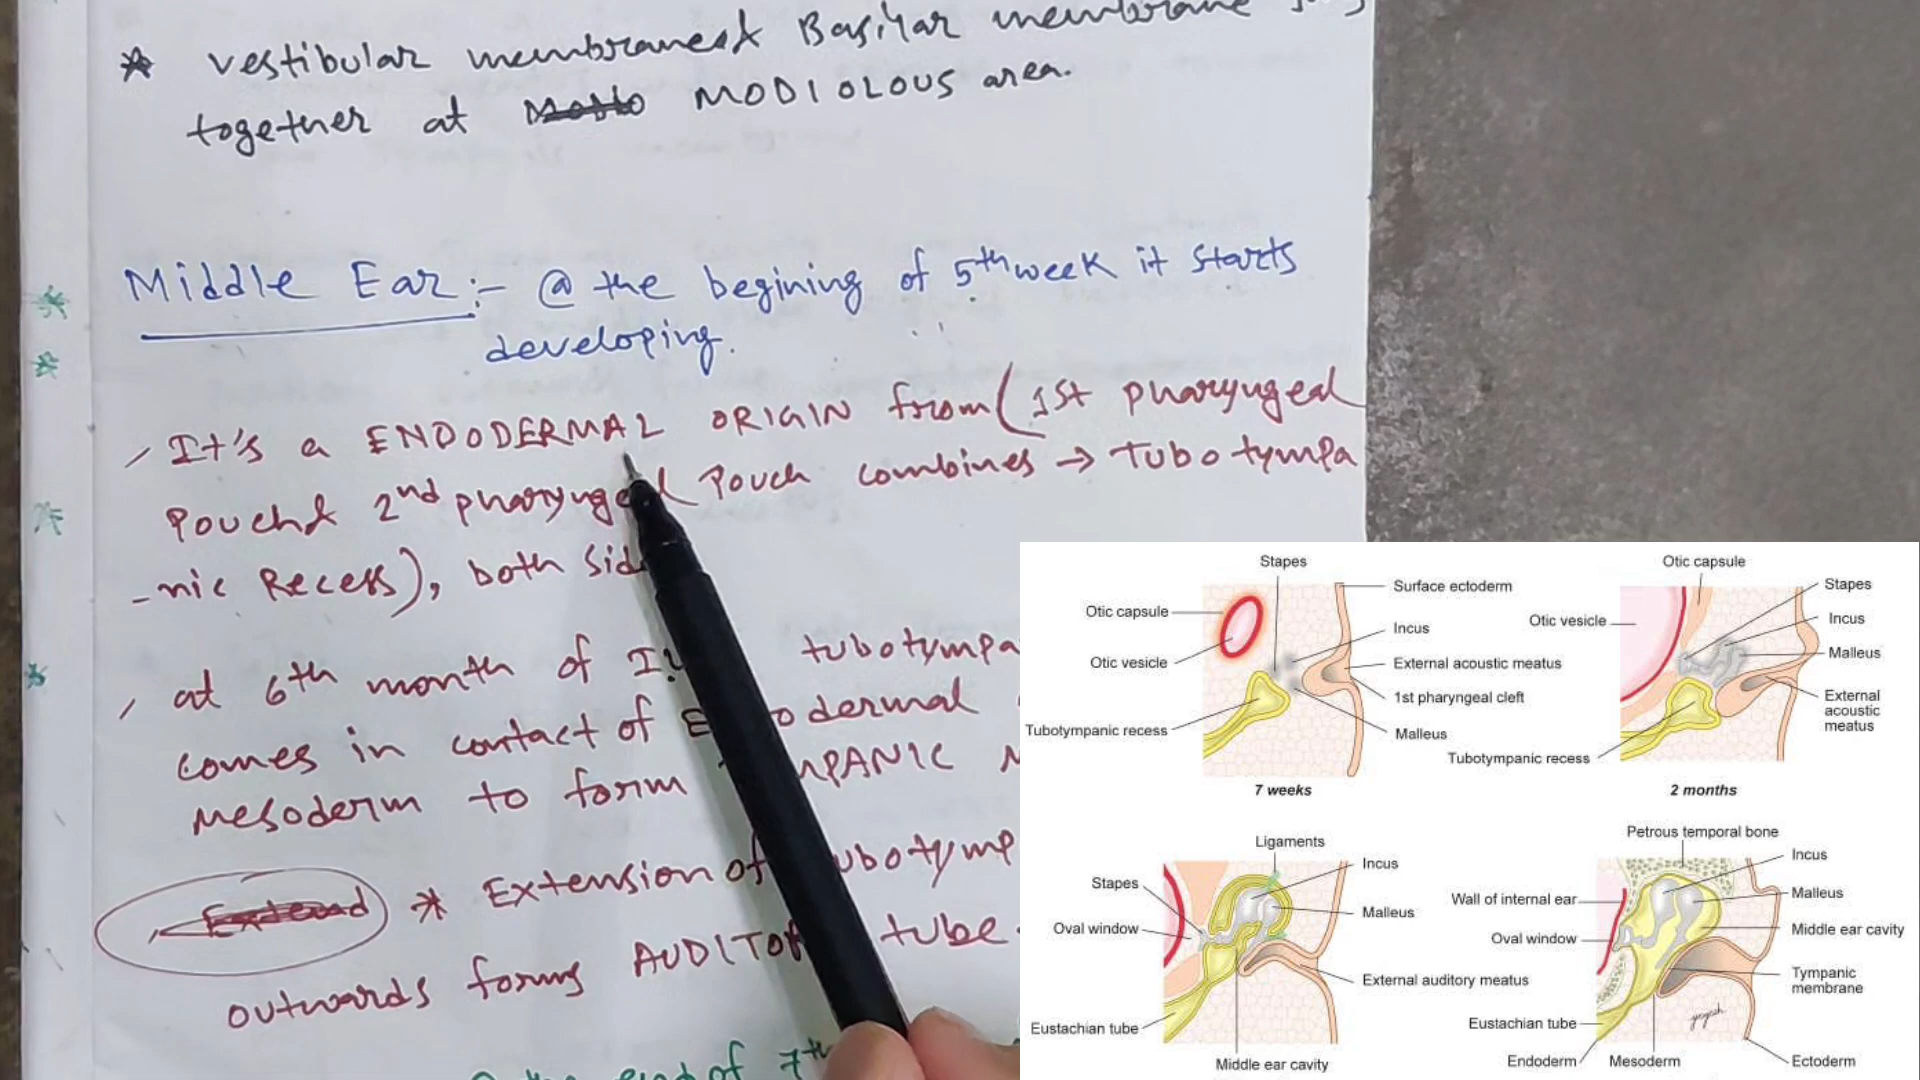 * vestibular membranes & Basilar membrane
together at MODIOLOUS area.
Middle Ear :- @ the begining of 5th week it starts
developing.
It's a ENDODERMAL ORIGIN from (1st pharyngeal
Pouch & 2nd pharyngeal Pouch combines → Tubotympa
-nic Recess), both
at 6th month of tubotympa
comes in contact of
mesoderm to form
* Extension of
outwards forms tube
end of 7th
Stapes
Surface ectoderm
Otic capsule
Incus
Otic vesicle
External acoustic meatus
1st pharyngeal cleft
Tubotympanic recess
Malleus
7 weeks
Otic capsule
Stapes
Otic vesicle
Incus
Malleus
External
acoustic
meatus
Tubotympanic recess
2 months
Ligaments
Incus
Stapes
Malleus
Oval window
External auditory meatus
Eustachian tube
Middle ear cavity
Petrous temporal bone
Incus
Malleus
Wall of internal ear
Middle ear cavity
Oval window
Tympanic
membrane
Eustachian tube
Endoderm
Mesoderm
Ectoderm